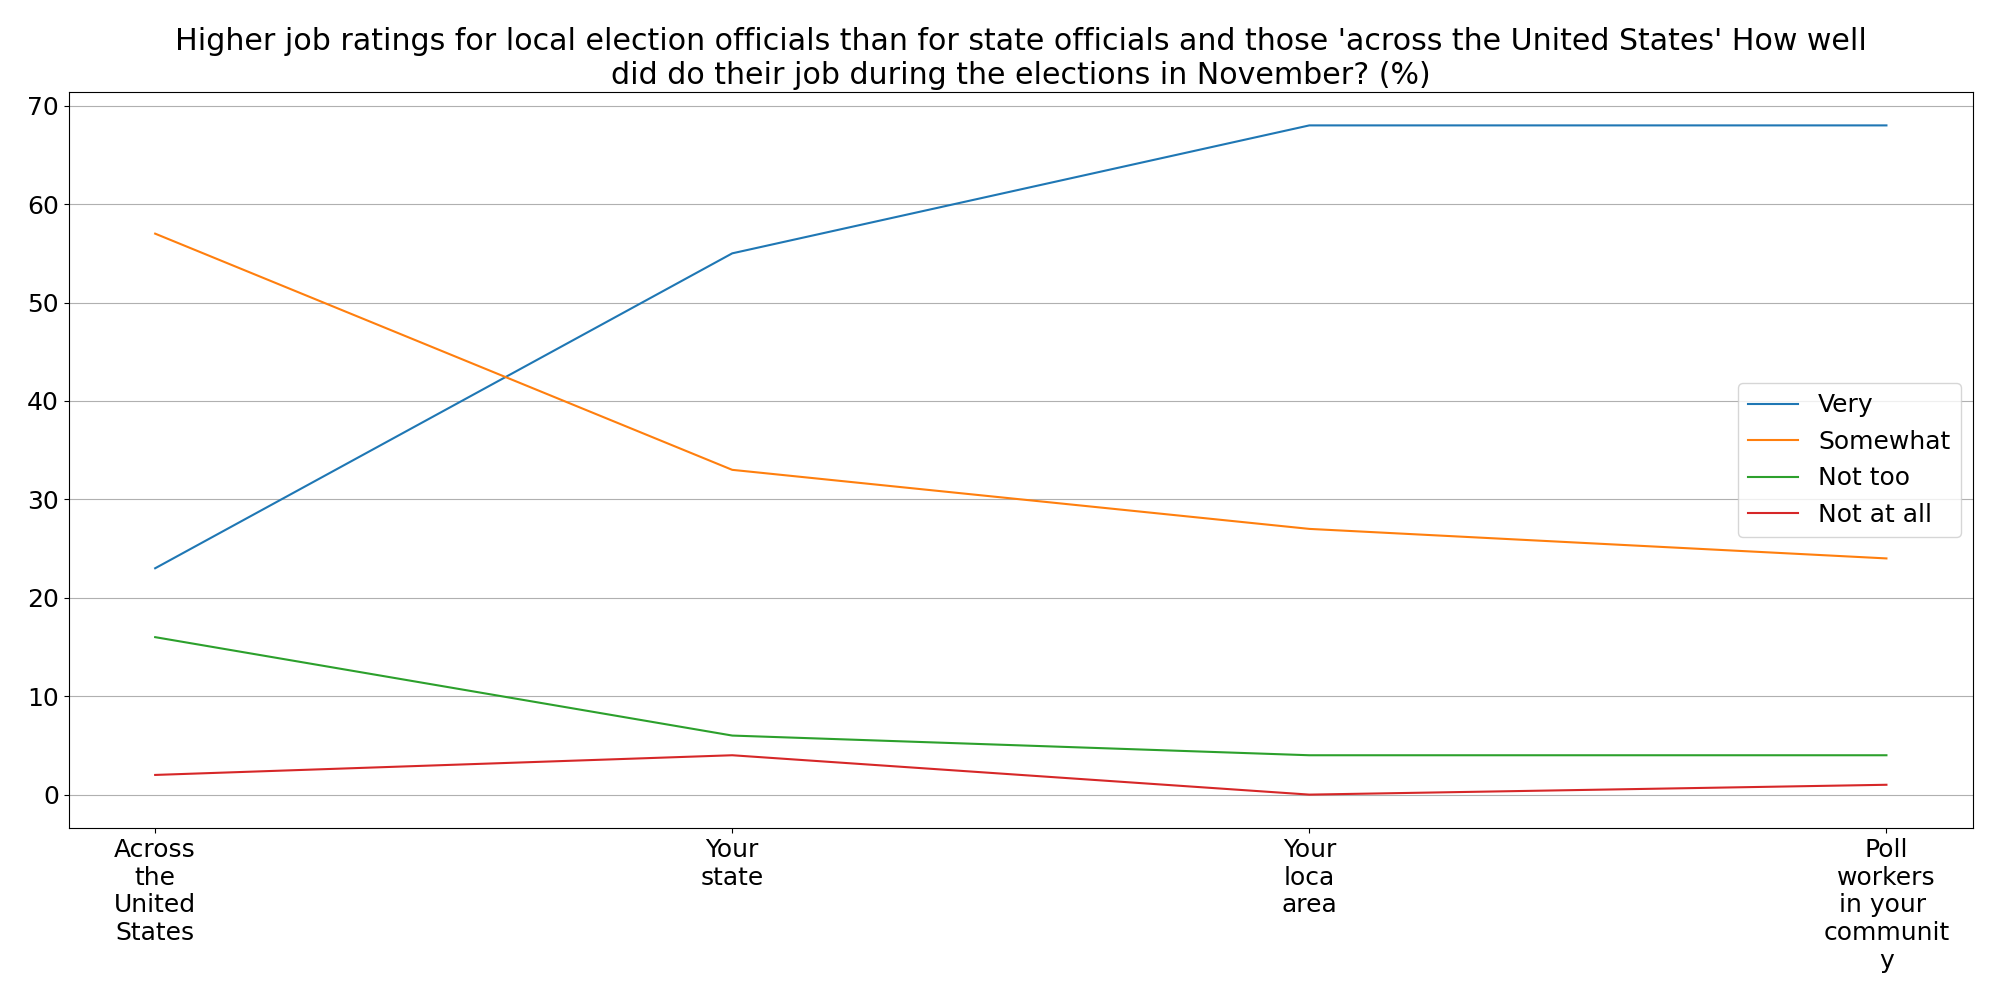 Higher job ratings for local election officials than for state officials and those 'across the United States' How well
did do their job during the elections in November? (%)
70
60
50
40
30
20
10
0
Very
Somewhat
Not too
Not at all
Across
the
United
States
Your
state
Your
loca
area
Poll
workers
in your
communit
y